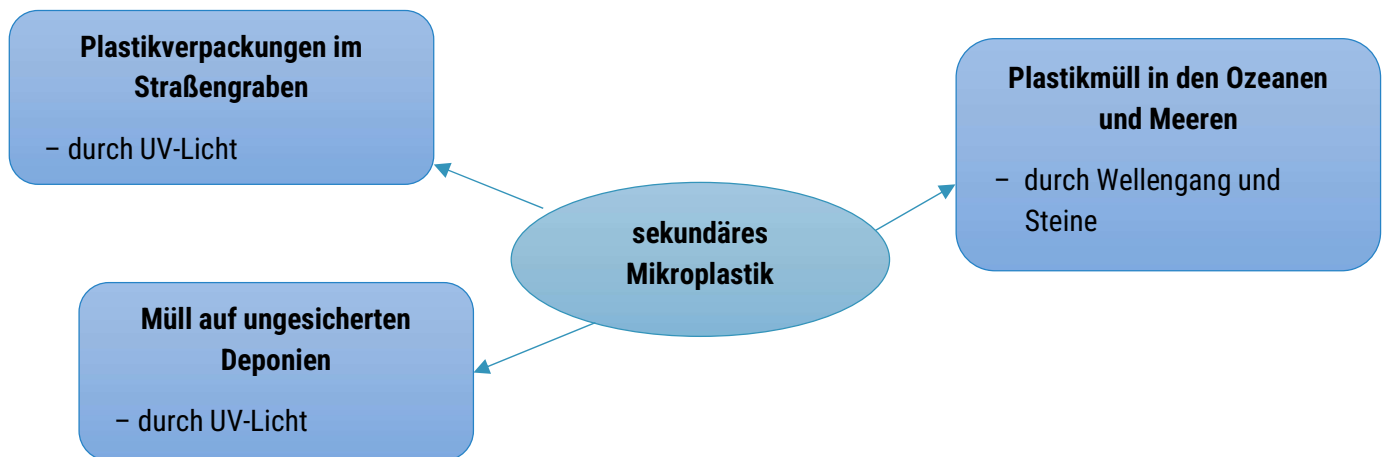 Plastikverpackungen im
Straßengraben
– durch UV-Licht
Plastikmüll in den Ozeanen
und Meeren
– durch Wellengang und
Steine
sekundäres
Mikroplastik
Müll auf ungesicherten
Deponien
– durch UV-Licht